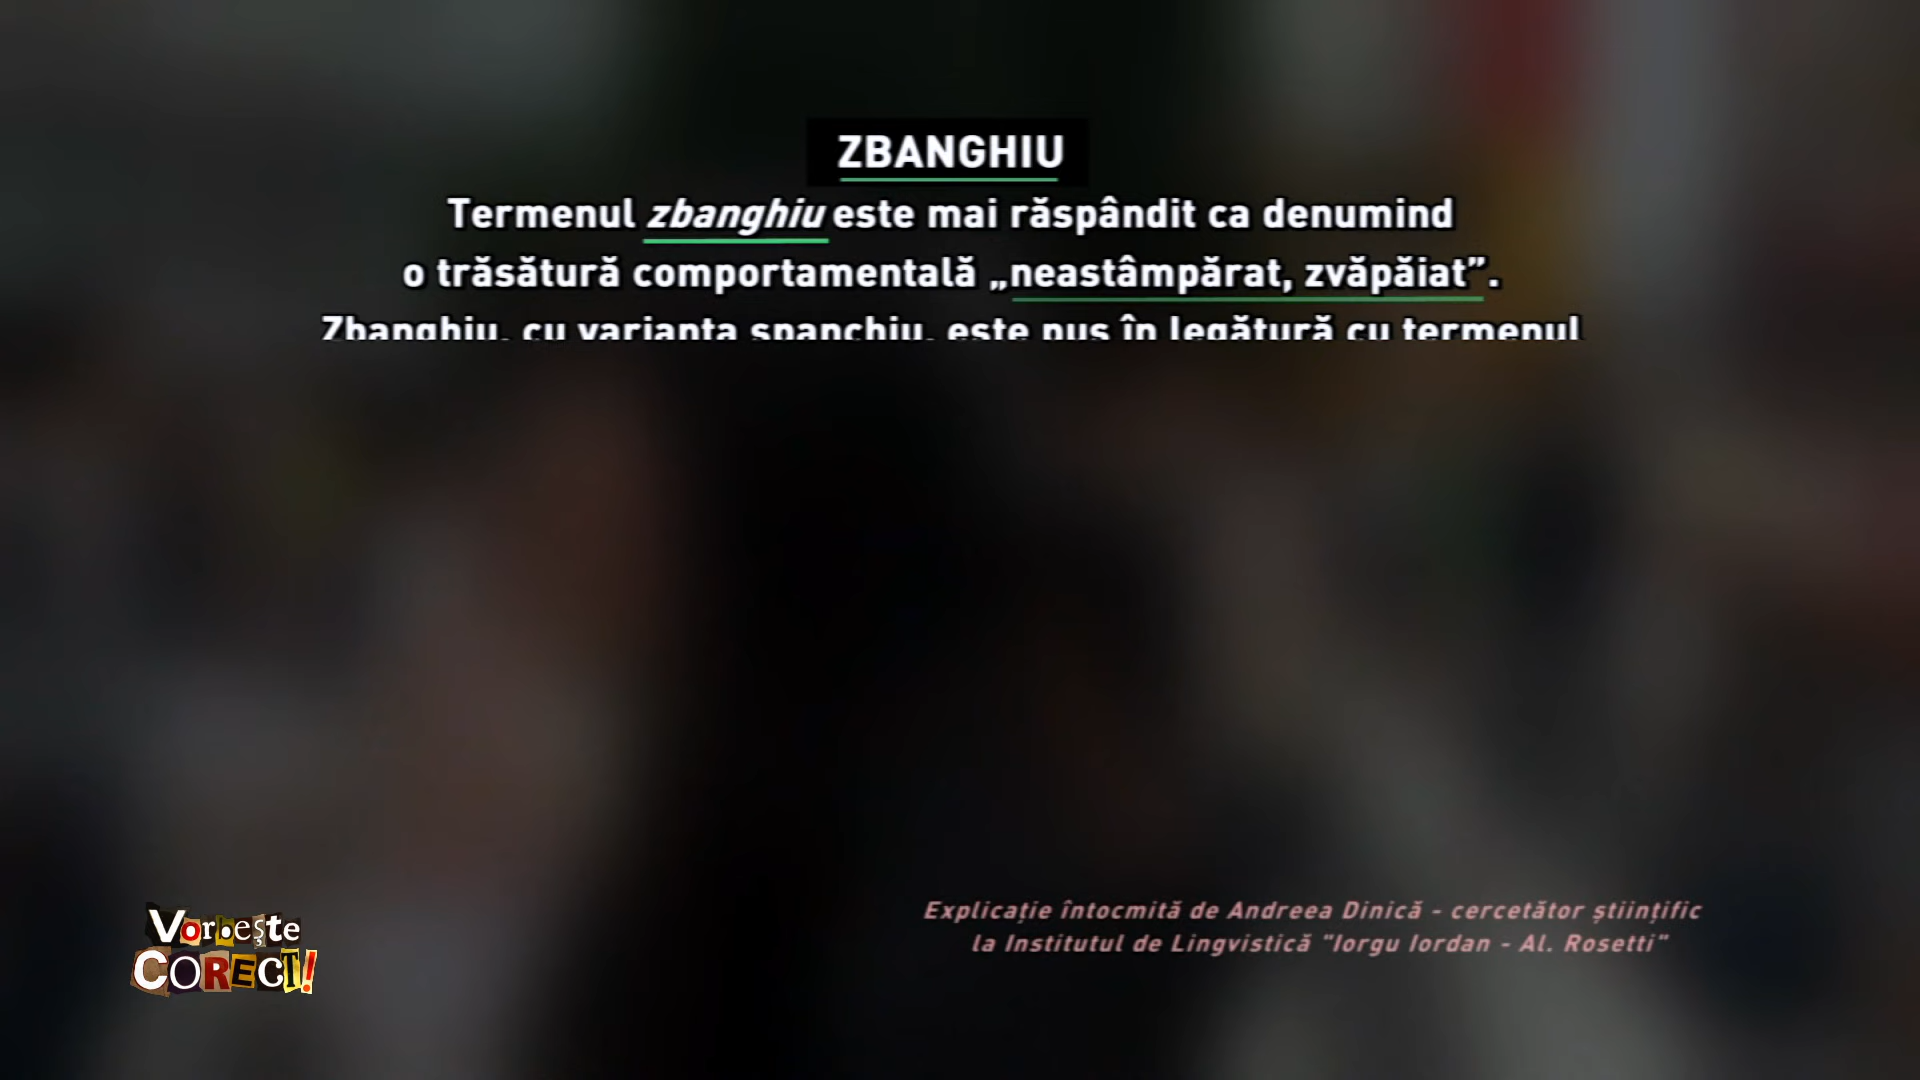 ZBANGHIU
Termenul zbanghiu este mai răspândit ca denumind
o trăsătură comportamentală „neastâmpărat, zvăpăiat”.
Zbanghiu, cu varianta spanchiu, este pus în legătură cu termenul
Explicație întocmită de Andreea Dinică - cercetător științific
la Institutul de Lingvistică "Iorgu Iordan - Al. Rosetti"
Vorbește
CORECT!